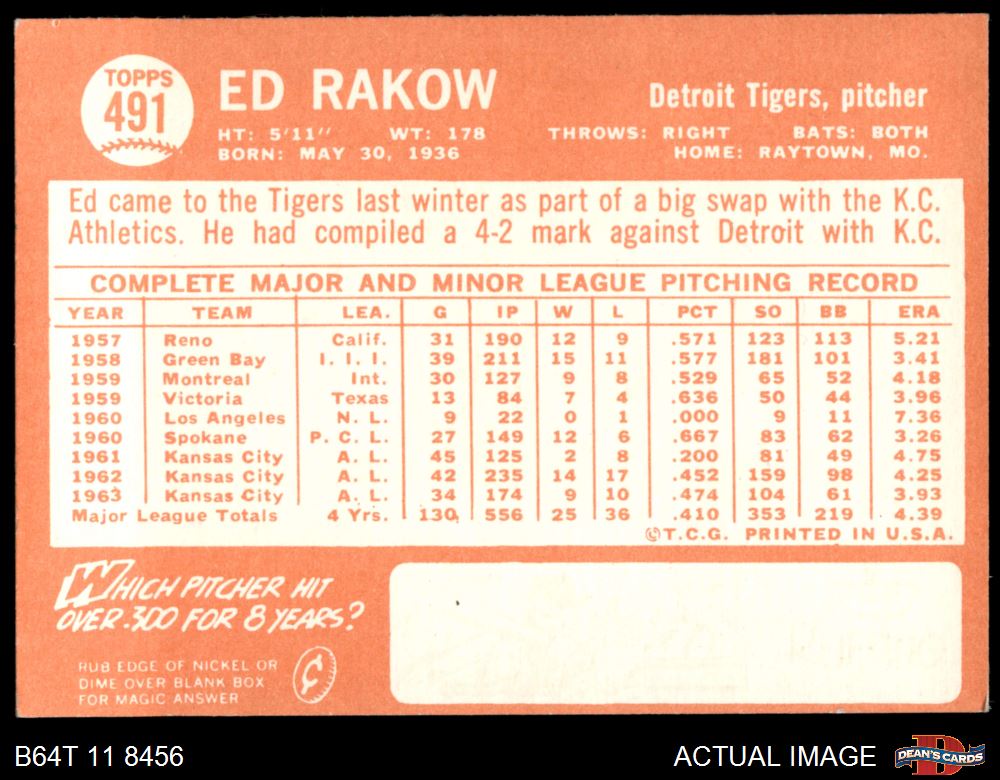 TOPPS
491
ED RAKOW
Detroit Tigers, pitcher
HT: 5'11" WT: 178 THROWS: RIGHT BATS: BOTH
BORN: MAY 30, 1936 HOME: RAYTOWN, MO.
Ed came to the Tigers last winter as part of a big swap with the K.C.
Athletics. He had compiled a 4-2 mark against Detroit with K.C.
COMPLETE MAJOR AND MINOR LEAGUE PITCHING RECORD
YEAR TEAM LEA. G IP W L PCT SO BB ERA
1957 Reno Calif. 31 190 12 9 .571 123 113 5.21
1958 Green Bay I. I. I. 39 211 15 11 .577 181 101 3.41
1959 Montreal Int. 30 127 9 8 .529 65 52 4.18
1959 Victoria Texas 13 84 7 4 .636 50 44 3.96
1960 Los Angeles N. L. 9 22 0 1 .000 9 11 7.36
1960 Spokane P. C. L. 27 149 12 6 .667 83 62 3.26
1961 Kansas City A. L. 45 125 2 8 .200 81 49 4.75
1962 Kansas City A. L. 42 235 14 17 .452 159 98 4.25
1963 Kansas City A. L. 34 174 9 10 .474 104 61 3.93
Major League Totals 4 Yrs. 130 556 25 36 .410 353 219 4.39
©T.C.G. PRINTED IN U.S.A.
WHICH PITCHER HIT
OVER .300 FOR 8 YEARS?
RUB EDGE OF NICKEL OR
DIME OVER BLANK BOX
FOR MAGIC ANSWER
¢
B64T 11 8456
ACTUAL IMAGE
D
DEAN'S CARDS